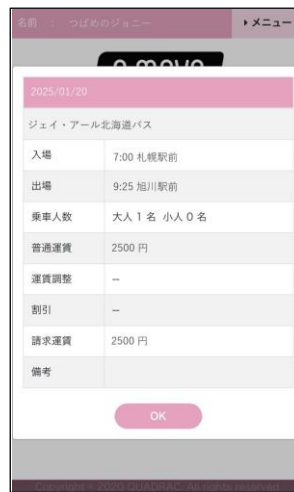 名前 ： つばめのジョニー
メニュー
2025/01/20
ジェイ・アール北海道バス
入場 7:00 札幌駅前
出場 9:25 旭川駅前
乗車人数 大人 1 名 小人 0 名
普通運賃 2500 円
運賃調整 --
割引 --
請求運賃 2500 円
備考
OK
Copyright © 2020 QUADRAC. All rights reserved.